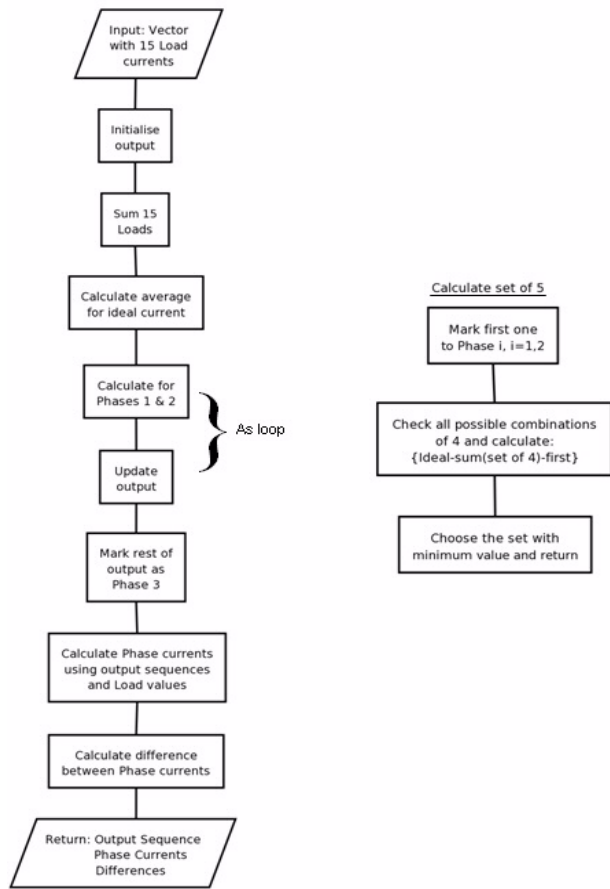 Input: Vector
with 15 Load
currents
Initialise
output
Sum 15
Loads
Calculate average
for ideal current
Calculate for
Phases 1 & 2
As loop
Update
output
Mark rest of
output as
Phase 3
Calculate Phase currents
using output sequences
and Load values
Calculate difference
between Phase currents
Return: Output Sequence
Phase Currents
Differences
Calculate set of 5
Mark first one
to Phase i, i=1,2
Check all possible combinations
of 4 and calculate:
{Ideal-sum(set of 4)-first}
Choose the set with
minimum value and return